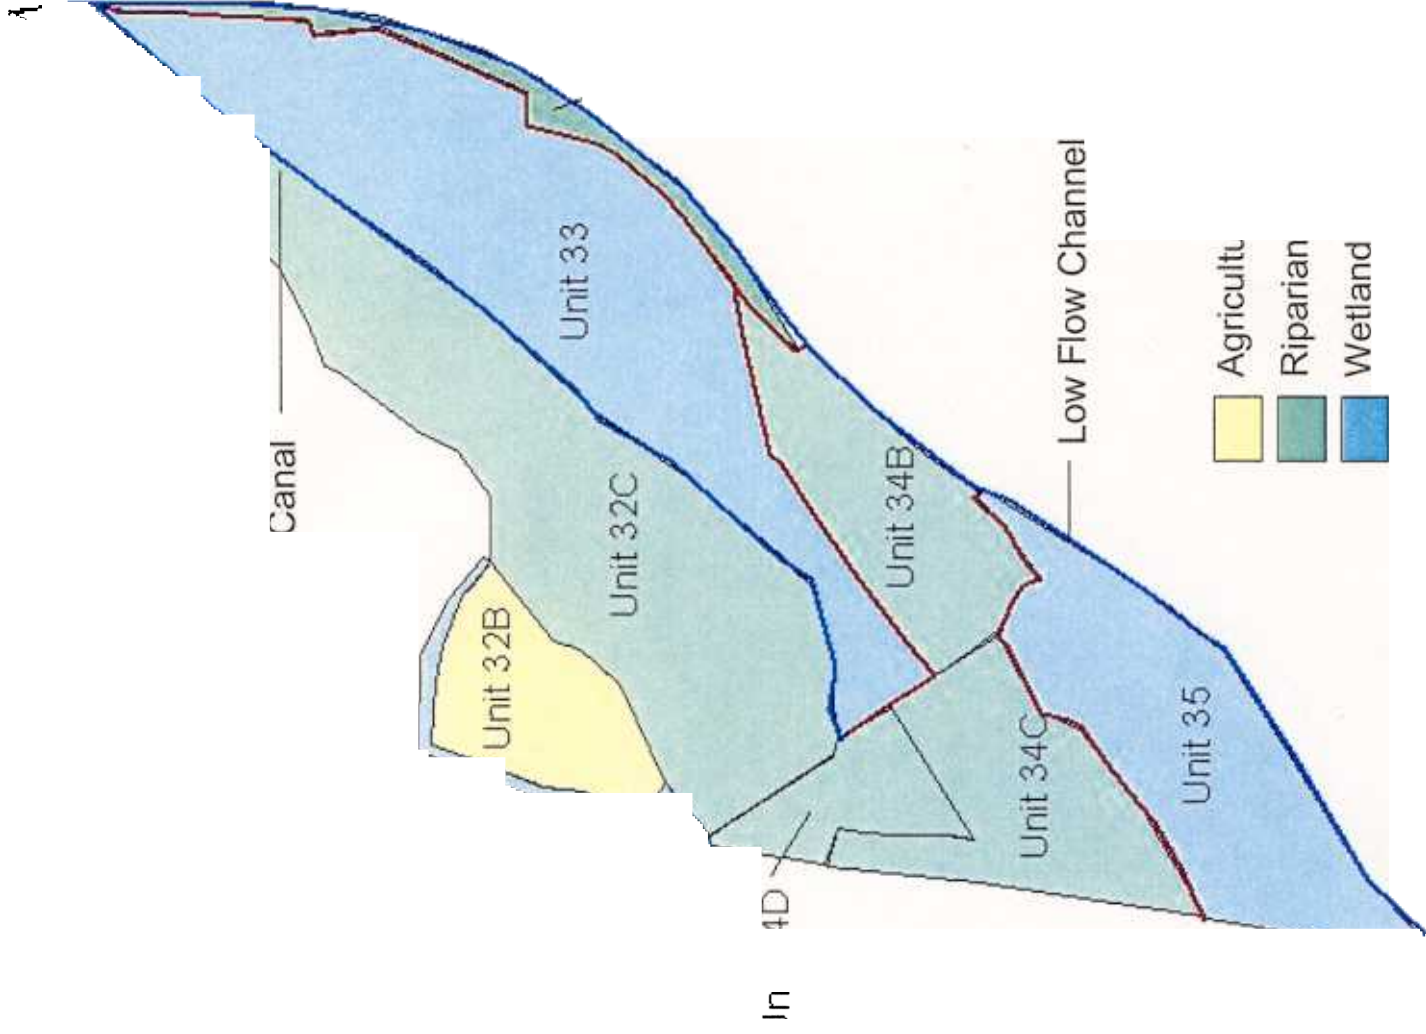 Canal
Unit 33
Unit 32C
Unit 32B
Unit 34B
Unit 34C
Unit 35
4D
Un
Low Flow Channel
Agricultu
Riparian
Wetland